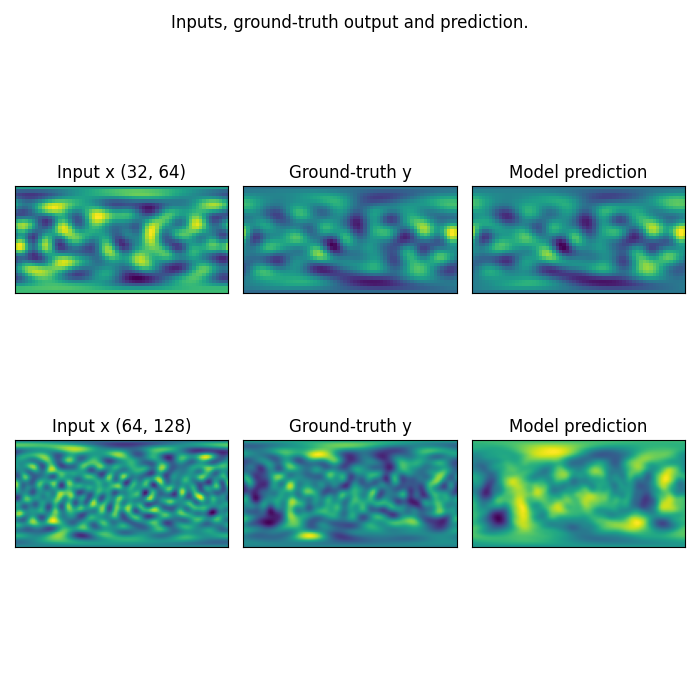 Inputs, ground-truth output and prediction.
Input x (32, 64)
Ground-truth y
Model prediction
Input x (64, 128)
Ground-truth y
Model prediction